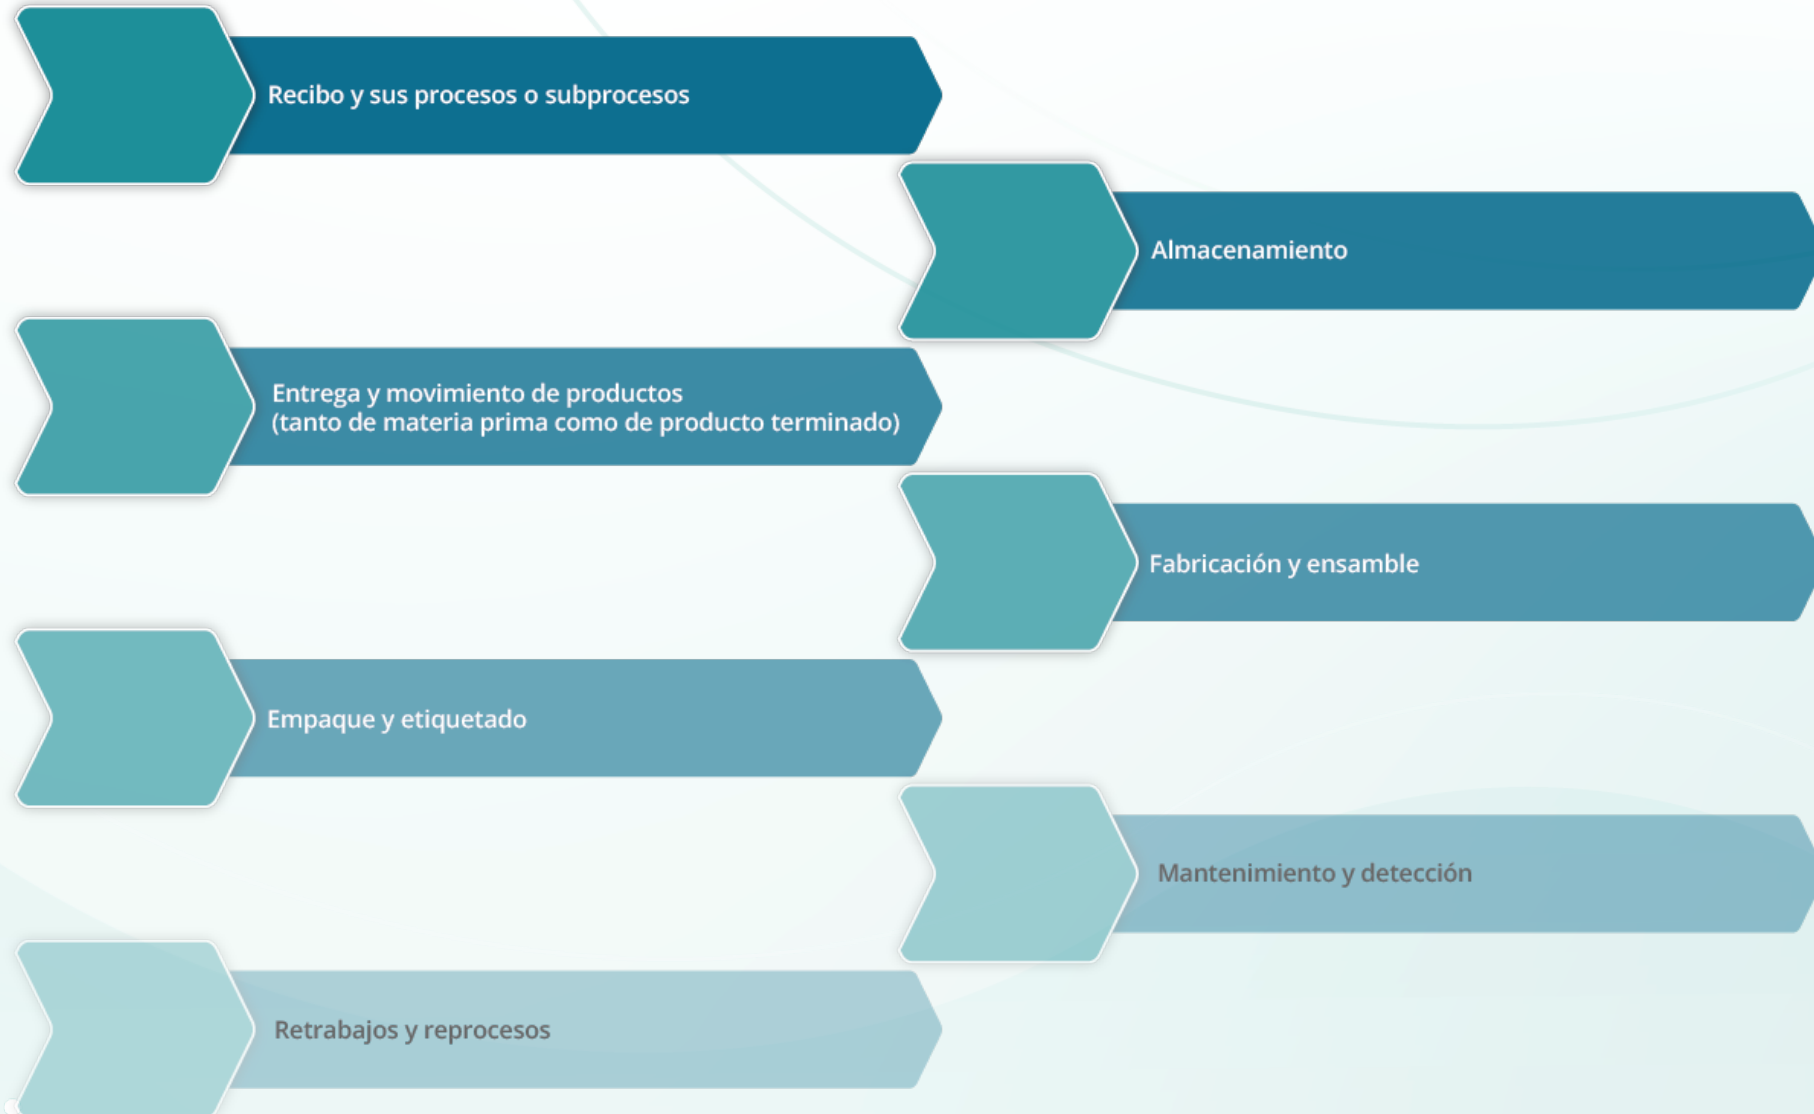 Recibo y sus procesos o subprocesos
Almacenamiento
Entrega y movimiento de productos
(tanto de materia prima como de producto terminado)
Fabricación y ensamble
Empaque y etiquetado
Mantenimiento y detección
Retrabajos y reprocesos